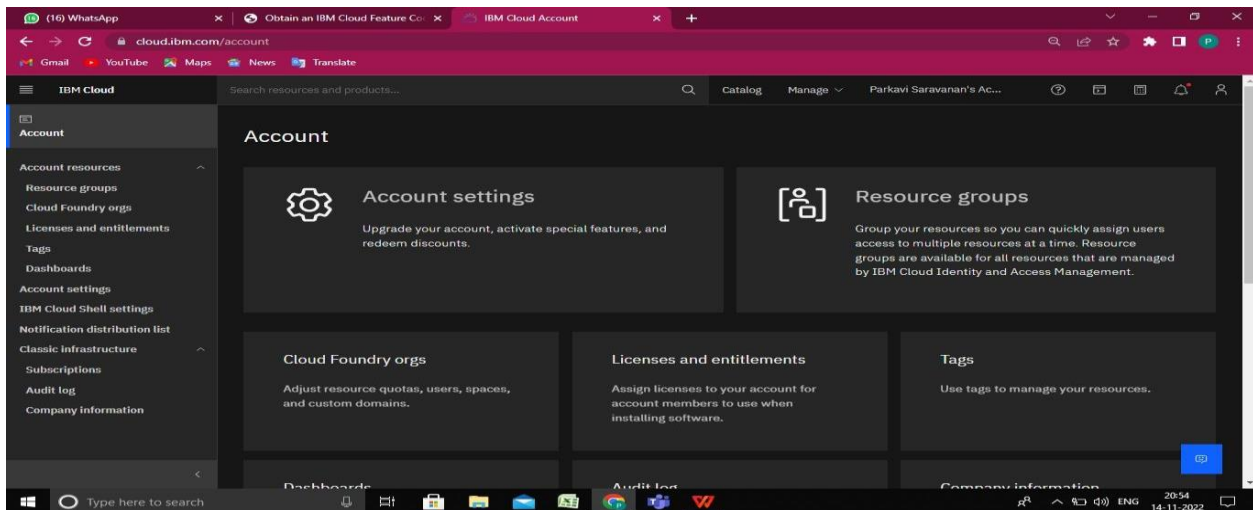 (16) WhatsApp
Obtain an IBM Cloud Feature Co
IBM Cloud Account
cloud.ibm.com/account
P
Gmail
YouTube
Maps
News
Translate
IBM Cloud
Search resources and products...
Catalog
Manage
Parkavi Saravanan's Ac...
Account
Account resources
Resource groups
Cloud Foundry orgs
Licenses and entitlements
Tags
Dashboards
Account settings
IBM Cloud Shell settings
Notification distribution list
Classic infrastructure
Subscriptions
Audit log
Company information
Account
Account settings
Upgrade your account, activate special features, and
redeem discounts.
Resource groups
Group your resources so you can quickly assign users
access to multiple resources at a time. Resource
groups are available for all resources that are managed
by IBM Cloud Identity and Access Management.
Cloud Foundry orgs
Adjust resource quotas, users, spaces,
and custom domains.
Licenses and entitlements
Assign licenses to your account for
account members to use when
installing software.
Tags
Use tags to manage your resources.
Dashboards
Audit log
Company information
Type here to search
ENG
20:54
14-11-2022